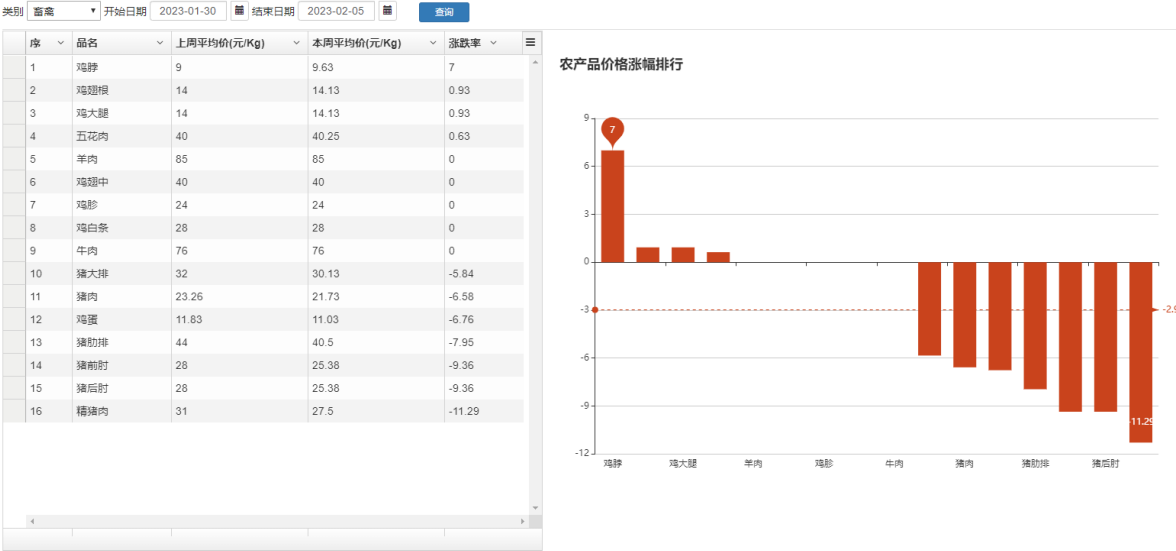 类别 畜禽 开始日期 2023-01-30 结束日期 2023-02-05 查询
序 品名 上周平均价(元/Kg) 本周平均价(元/Kg) 涨跌率
1 鸡脖 9 9.63 7
2 鸡翅根 14 14.13 0.93
3 鸡大腿 14 14.13 0.93
4 五花肉 40 40.25 0.63
5 羊肉 85 85 0
6 鸡翅中 40 40 0
7 鸡胗 24 24 0
8 鸡白条 28 28 0
9 牛肉 76 76 0
10 猪大排 32 30.13 -5.84
11 猪肉 23.26 21.73 -6.58
12 鸡蛋 11.83 11.03 -6.76
13 猪肋排 44 40.5 -7.95
14 猪前肘 28 25.38 -9.36
15 猪后肘 28 25.38 -9.36
16 精猪肉 31 27.5 -11.29
农产品价格涨幅排行
9
7
6
3
0
-3
-2.9
-6
-9
-11.29
-12
鸡脖 鸡大腿 羊肉 鸡胗 牛肉 猪肉 猪肋排 猪后肘